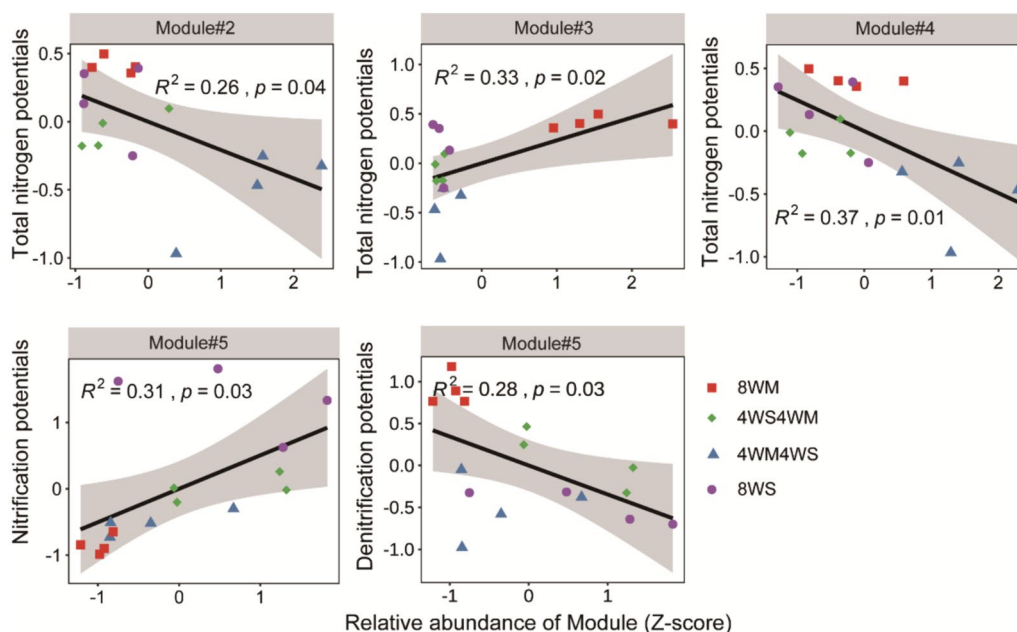 Module#2
Module#3
Module#4
Total nitrogen potentials
0.5
0.0
-0.5
-1.0
R² = 0.26 , p = 0.04
-1
0
1
2
Total nitrogen potentials
1.0
0.5
0.0
0.5
-1.0
R² = 0.33 , p = 0.02
0
1
2
Total nitrogen potentials
0.5
0.0
-0.5
-1.0
R² = 0.37 , p = 0.01
-1
0
1
2
Module#5
Module#5
Nitrification potentials
1
0
-1
R² = 0.31 , p = 0.03
-1
0
1
Denitrification potentials
1.0
0.5
0.0
-0.5
-1.0
R² = 0.28 , p = 0.03
-1
0
1
8WM
4WS4WM
4WM4WS
8WS
Relative abundance of Module (Z-score)